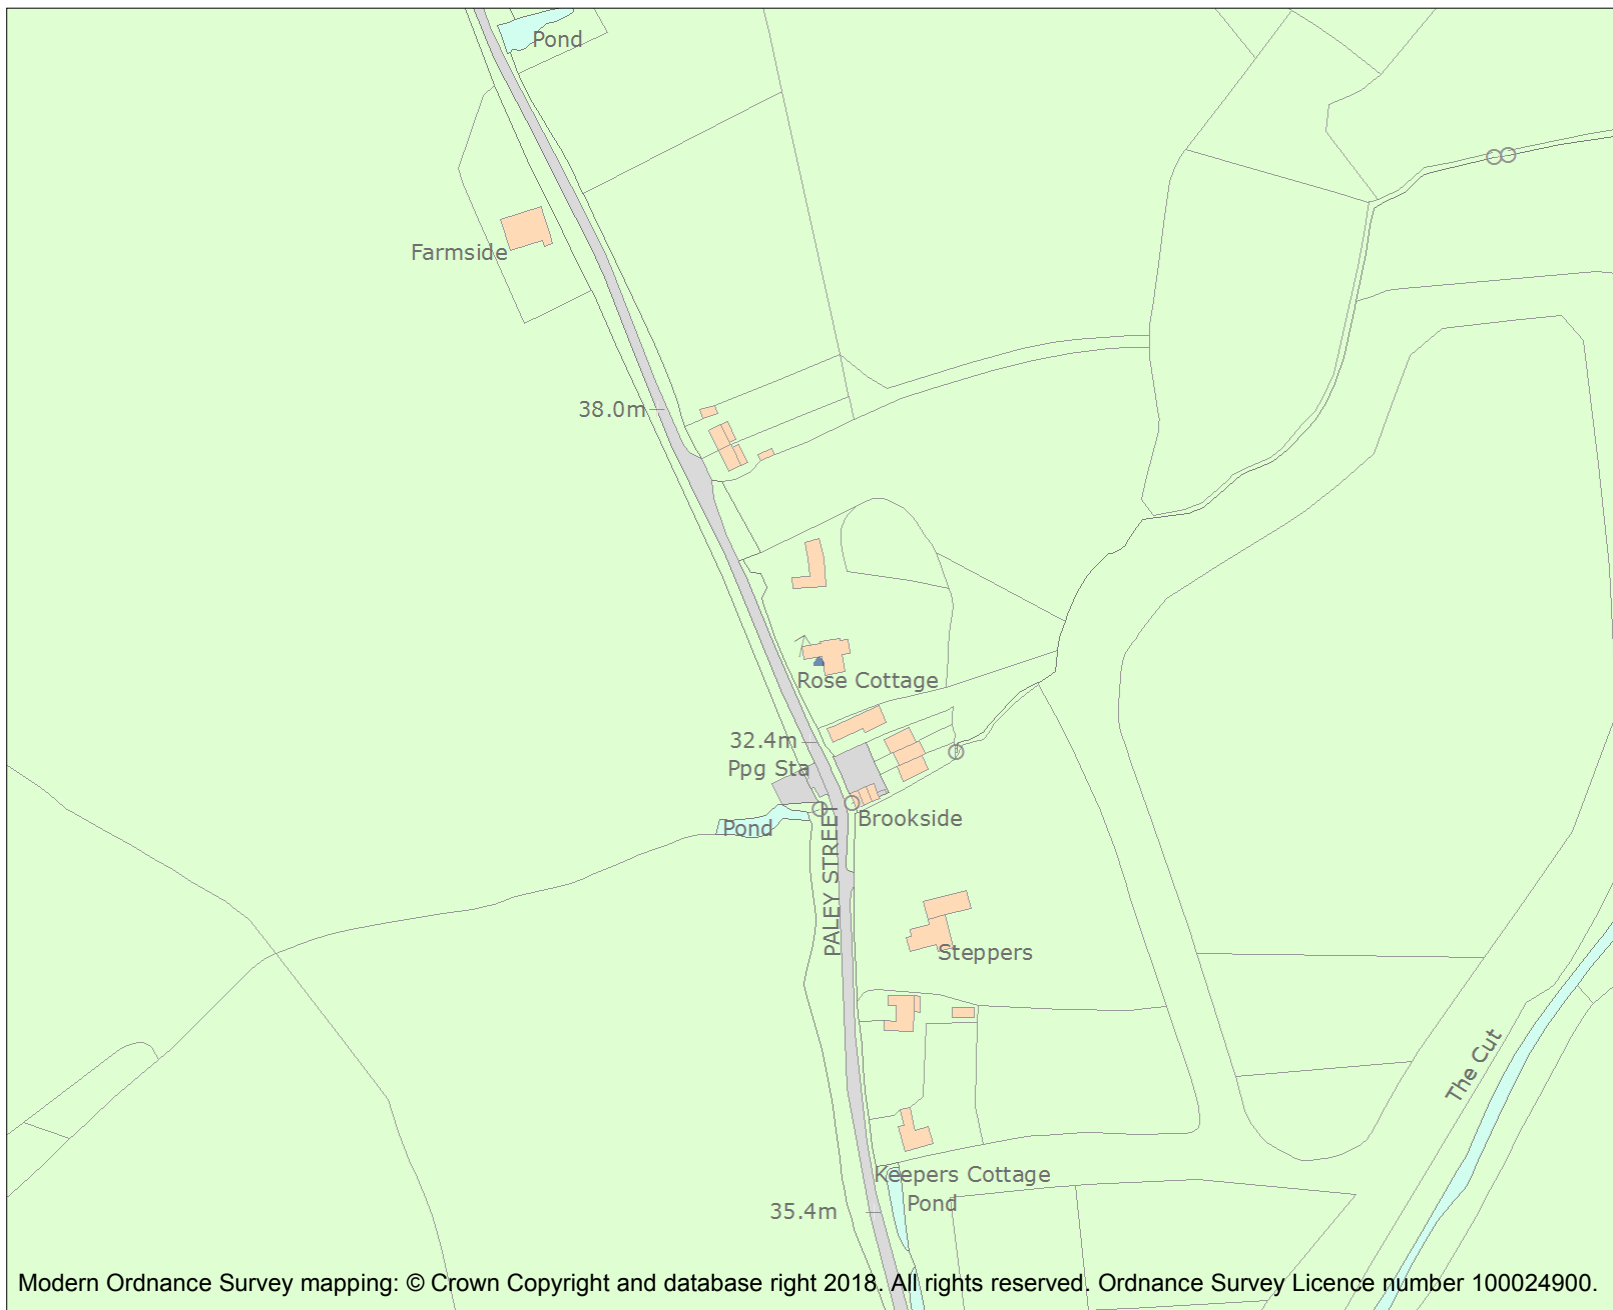 Pond
Farmside
38.0m
Rose Cottage
32.4m
Ppg Sta
Pond
Brookside
PALEY STREET
Steppers
The Cut
Keepers Cottage
Pond
35.4m
Modern Ordnance Survey mapping: © Crown Copyright and database right 2018. All rights reserved. Ordnance Survey Licence number 100024900.